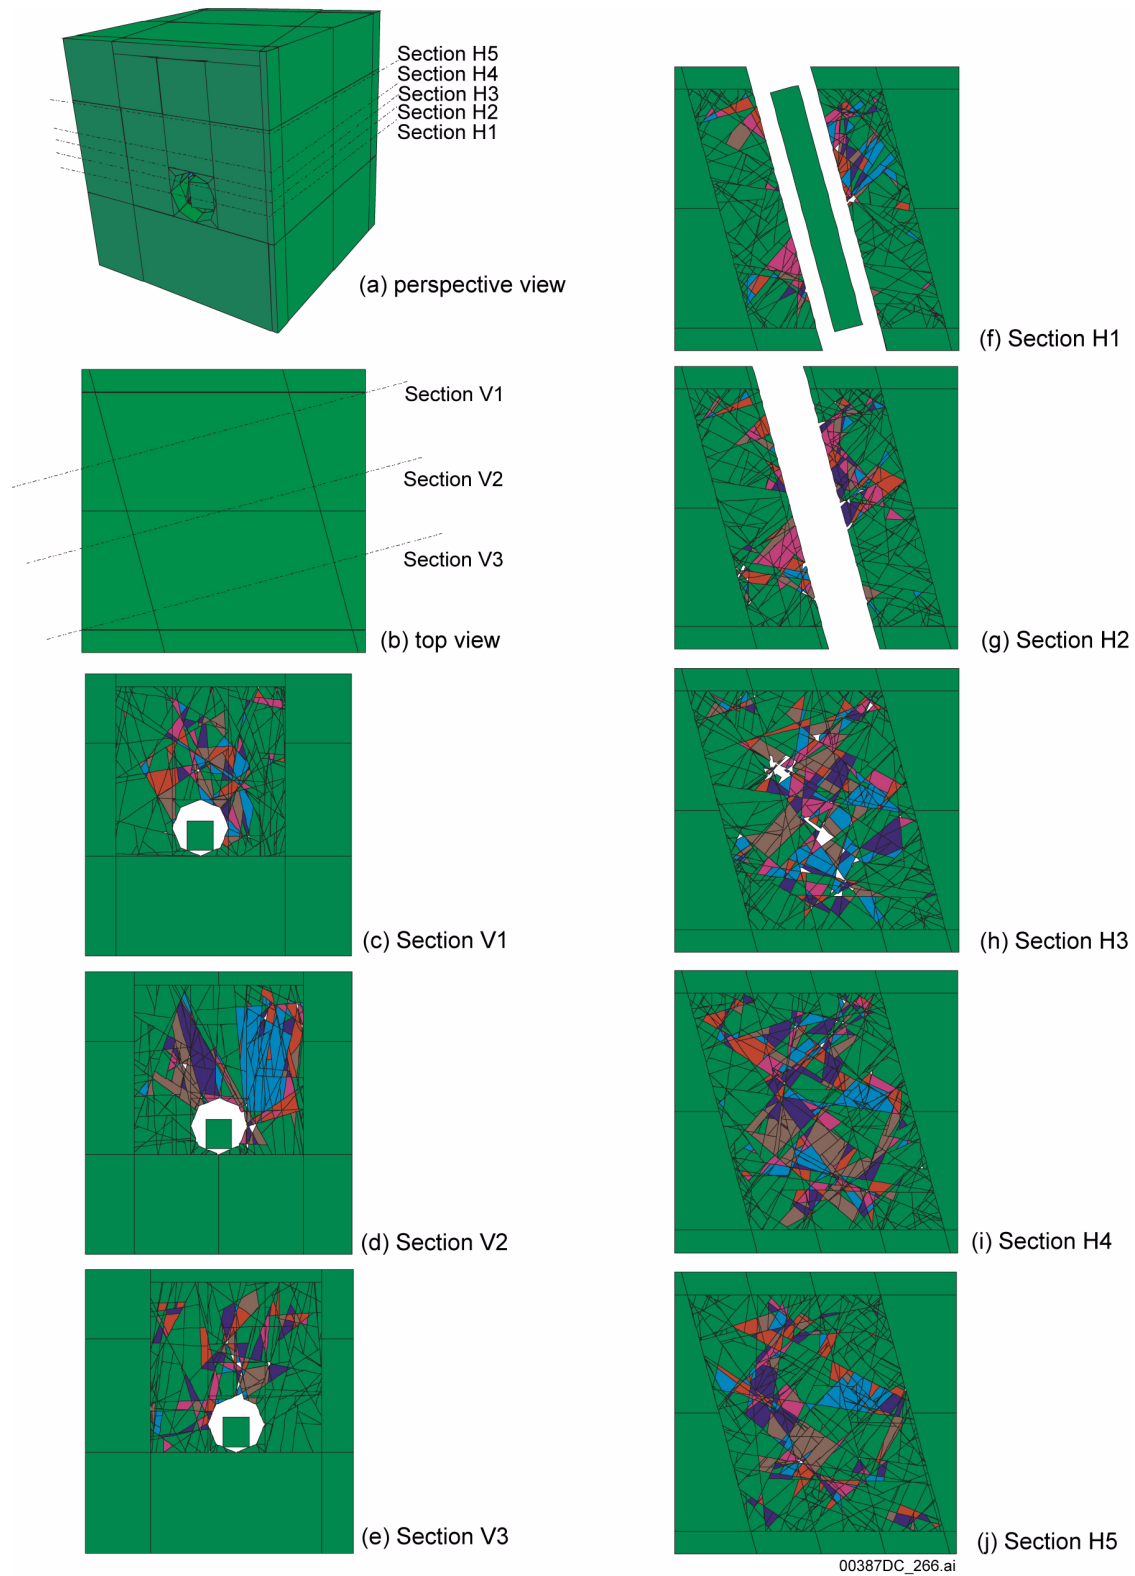 Section H5
Section H4
Section H3
Section H2
Section H1
(a) perspective view
Section V1
Section V2
Section V3
(b) top view
(c) Section V1
(d) Section V2
(e) Section V3
(f) Section H1
(g) Section H2
(h) Section H3
(i) Section H4
(j) Section H5
00387DC_266.ai